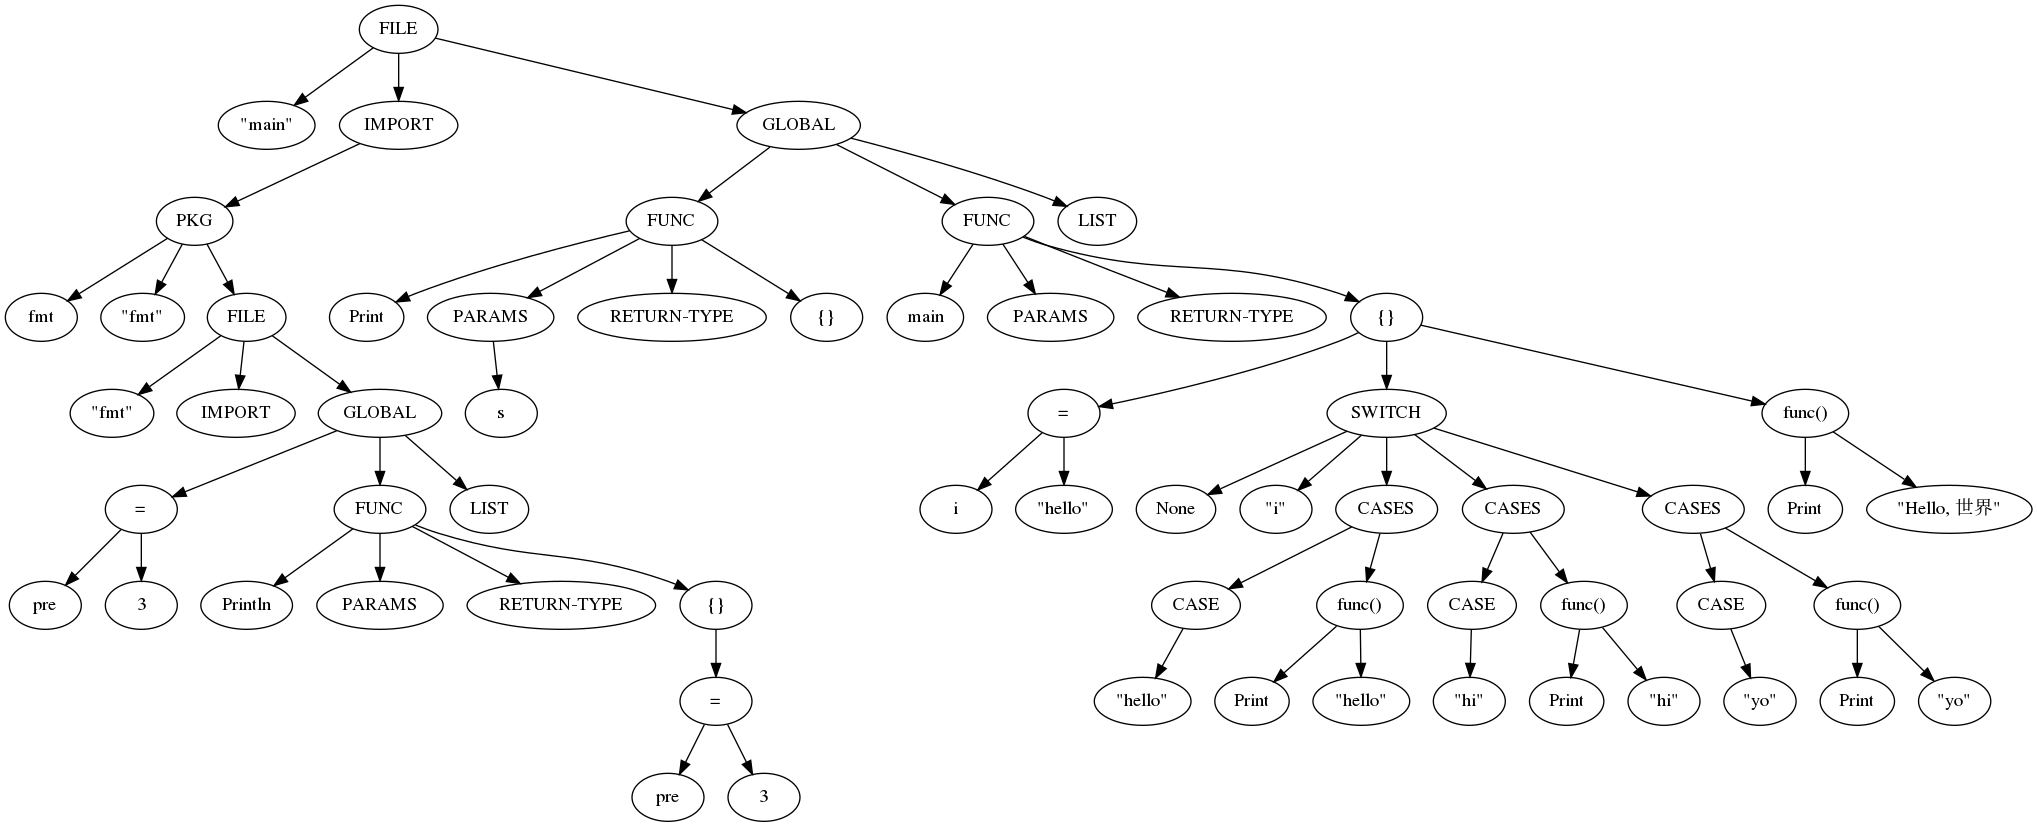 FILE
"main" IMPORT GLOBAL
PKG FUNC FUNC LIST
fmt "fmt" FILE Print PARAMS RETURN-TYPE {} main PARAMS RETURN-TYPE {}
"fmt" IMPORT GLOBAL s = SWITCH func()
= FUNC LIST i "hello" None "i" CASES CASES CASES Print "Hello, 世界"
pre 3 Println PARAMS RETURN-TYPE {} CASE func() CASE func() CASE func()
= "hello" Print "hello" "hi" Print "hi" "yo" Print "yo"
pre 3